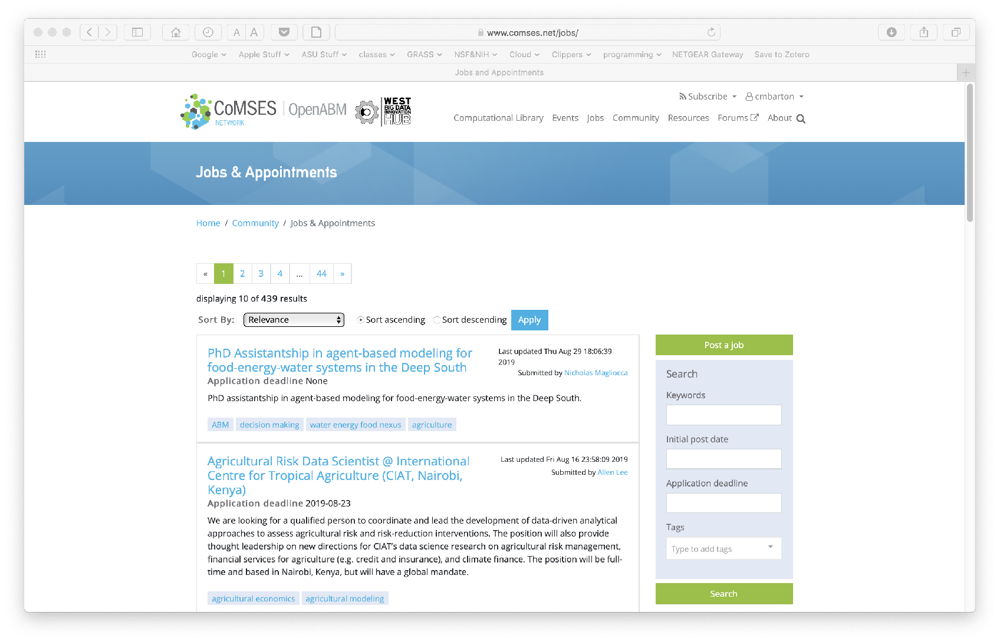 A A
www.comses.net/jobs/
Google Apple Stuff ASU Stuff classes GRASS NSF&NIH Cloud Clippers programming NETGEAR Gateway Save to Zotero
Jobs and Appointments
CoMSES
NETWORK
OpenABM
WEST
BIG DATA
INNOVATION
HUB
Subscribe cmbarton
Computational Library Events Jobs Community Resources Forums About
Jobs & Appointments
Home / Community / Jobs & Appointments
« 1 2 3 4 ... 44 »
displaying 10 of 439 results
Sort By: Relevance Sort ascending Sort descending Apply
PhD Assistantship in agent-based modeling for
food-energy-water systems in the Deep South
Last updated Thu Aug 29 18:06:39
2019
Submitted by Nicholas Magliocca
Application deadline None
PhD assistantship in agent-based modeling for food-energy-water systems in the Deep South.
ABM decision making water energy food nexus agriculture
Agricultural Risk Data Scientist @ International
Centre for Tropical Agriculture (CIAT, Nairobi,
Kenya)
Last updated Fri Aug 16 23:58:09 2019
Submitted by Allen Lee
Application deadline 2019-08-23
We are looking for a qualified person to coordinate and lead the development of data-driven analytical
approaches to assess agricultural risk and risk-reduction interventions. The position will also provide
thought leadership on new directions for CIAT's data science research on agricultural risk management,
financial services for agriculture (e.g. credit and insurance), and climate finance. The position will be full-
time and based in Nairobi, Kenya, but will have a global mandate.
agricultural economics agricultural modeling
Post a job
Search
Keywords
Initial post date
Application deadline
Tags
Type to add tags
Search